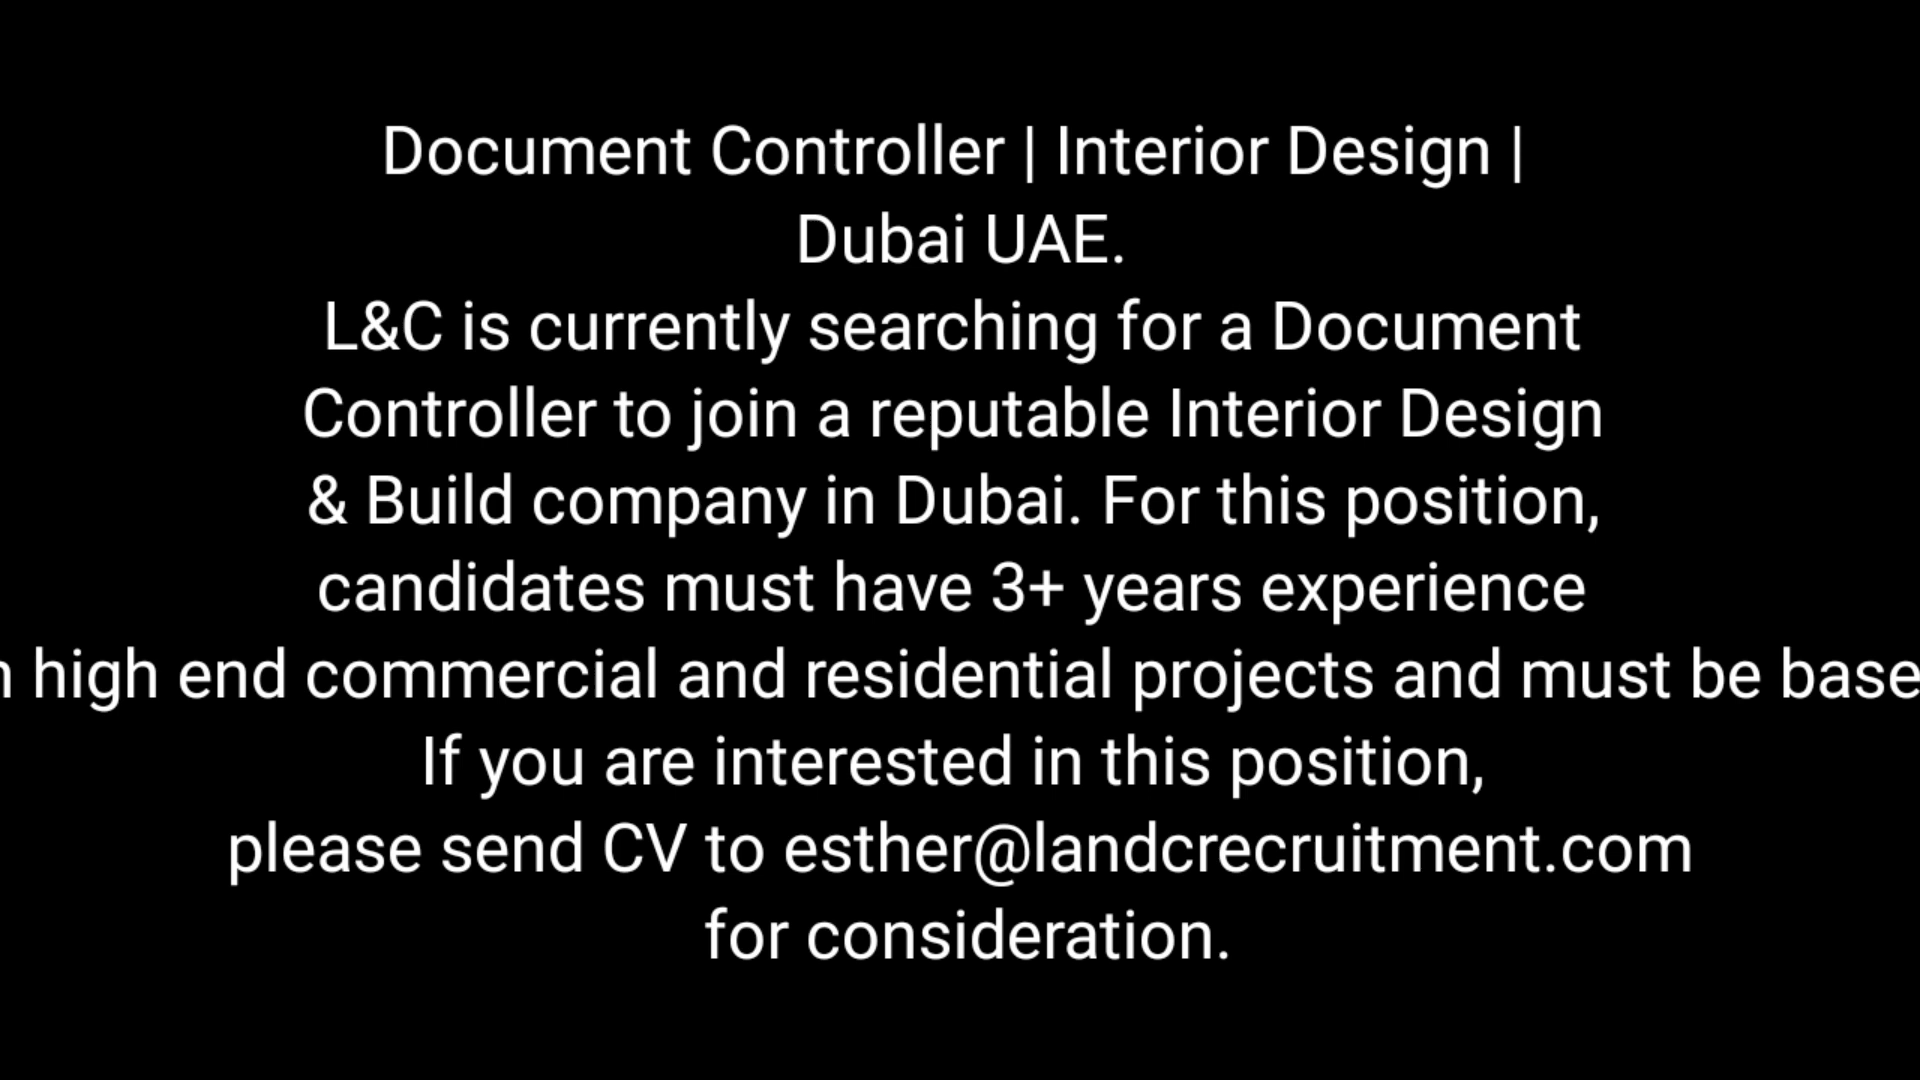 Document Controller | Interior Design |
Dubai UAE.
L&C is currently searching for a Document
Controller to join a reputable Interior Design
& Build company in Dubai. For this position,
candidates must have 3+ years experience
high end commercial and residential projects and must be
If you are interested in this position,
please send CV to esther@landcrecruitment.com
for consideration.